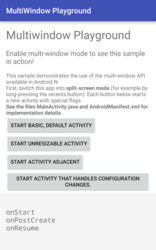 MultiWindow Playground
Multiwindow Playground
Enable multi-window mode to see this sample
in action!
This sample demonstrates the use of the multi-window API
available in Android N.
First, switch this app into split-screen mode (for example by
long-pressing the recents button). Each button below starts
a new activity with special flags.
See the files MainActivity.java and AndroidManifest.xml for
implementation details.
START BASIC, DEFAULT ACTIVITY
START UNRESIZABLE ACTIVITY
START ACTIVITY ADJACENT
START ACTIVITY THAT HANDLES CONFIGURATION
CHANGES.
onStart
onPostCreate
onResume